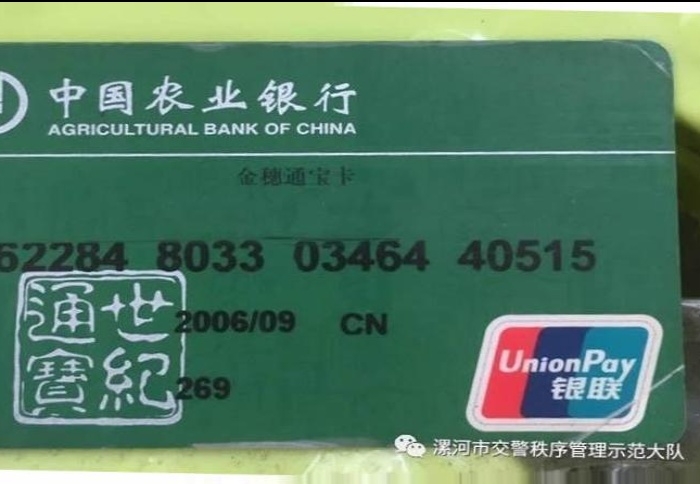 中国农业银行
AGRICULTURAL BANK OF CHINA
金穗通宝卡
62284 8033 03464 40515
世纪通寳
2006/09 CN
269
UnionPay
银联
漯河市交警秩序管理示范大队